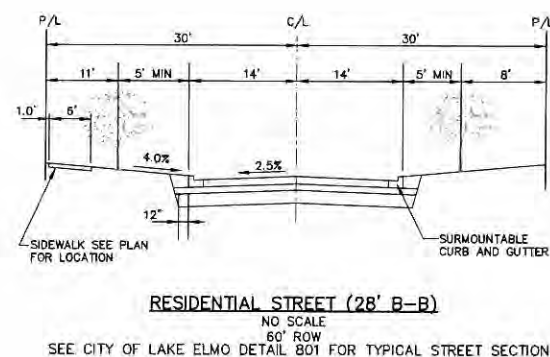 P/L C/L P/L
30' 30'
11' 5' MIN 14' 14' 5' MIN 8'
1.0' 6'
4.0% 2.5%
12"
SIDEWALK SEE PLAN
FOR LOCATION
SURMOUNTABLE
CURB AND GUTTER
RESIDENTIAL STREET (28' B-B)
NO SCALE
60' ROW
SEE CITY OF LAKE ELMO DETAIL 801 FOR TYPICAL STREET SECTION